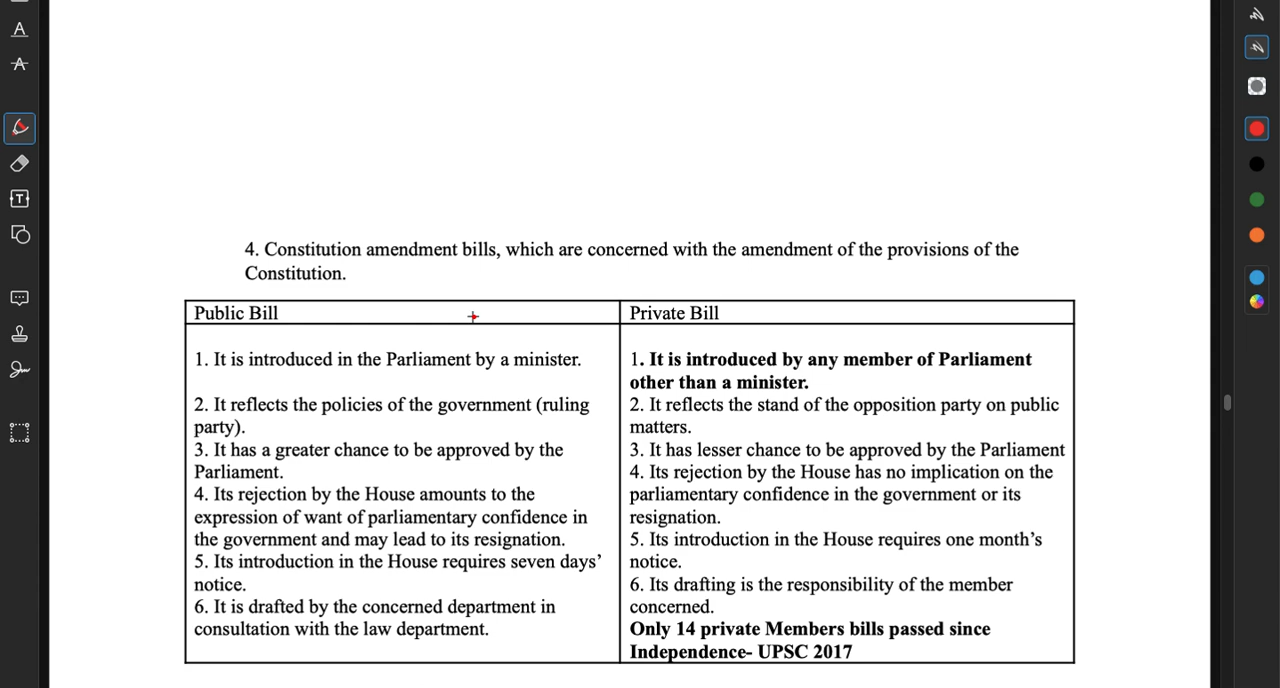 4. Constitution amendment bills, which are concerned with the amendment of the provisions of the
Constitution.
Public Bill
1. It is introduced in the Parliament by a minister.
2. It reflects the policies of the government (ruling
party).
3. It has a greater chance to be approved by the
Parliament.
4. Its rejection by the House amounts to the
expression of want of parliamentary confidence in
the government and may lead to its resignation.
5. Its introduction in the House requires seven days’
notice.
6. It is drafted by the concerned department in
consultation with the law department.
Private Bill
1. It is introduced by any member of Parliament
other than a minister.
2. It reflects the stand of the opposition party on public
matters.
3. It has lesser chance to be approved by the Parliament
4. Its rejection by the House has no implication on the
parliamentary confidence in the government or its
resignation.
5. Its introduction in the House requires one month’s
notice.
6. Its drafting is the responsibility of the member
concerned.
Only 14 private Members bills passed since
Independence- UPSC 2017